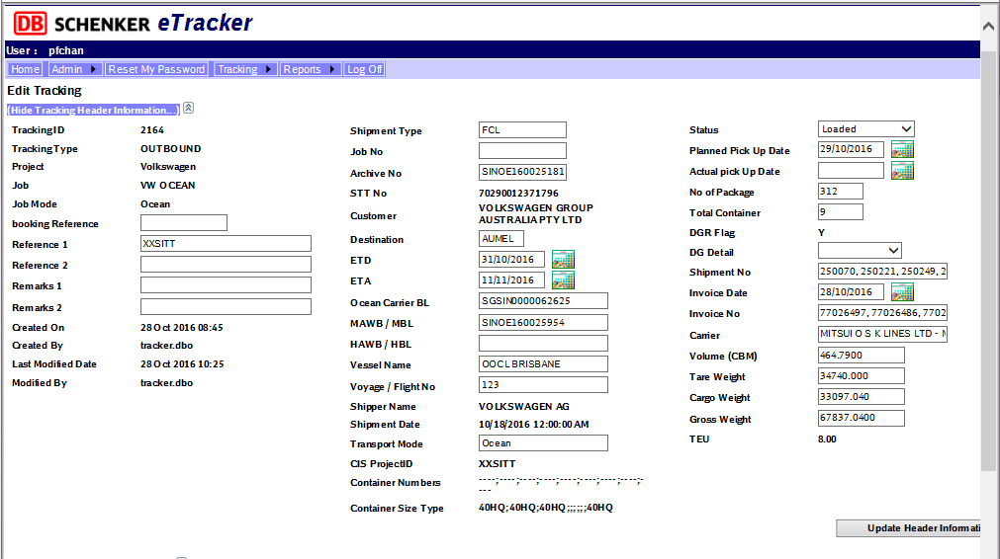 DB SCHENKER eTracker
User : pfchan
Home Admin Reset My Password Tracking Reports Log Off
Edit Tracking
(Hide Tracking Header Information...)
TrackingID 2164
TrackingType OUTBOUND
Project Volkswagen
Job VW OCEAN
Job Mode Ocean
booking Reference
Reference 1 XXSITT
Reference 2
Remarks 1
Remarks 2
Created On 28 Oct 2016 08:45
Created By tracker.dbo
Last Modified Date 28 Oct 2016 10:25
Modified By tracker.dbo
Shipment Type FCL
Job No
Archive No SINOE160025181
STT No 70290012371796
Customer VOLKSWAGEN GROUP
AUSTRALIA PTY LTD
Destination AUMEL
ETD 31/10/2016
ETA 11/11/2016
Ocean Carrier BL SGSIN0000062625
MAWB / MBL SINOE160025954
HAWB / HBL
Vessel Name OOCL BRISBANE
Voyage / Flight No 123
Shipper Name VOLKSWAGEN AG
Shipment Date 10/18/2016 12:00:00 AM
Transport Mode Ocean
CIS ProjectID XXSITT
Container Numbers ----;----;----;----;----;----;----;----;-
---
Container Size Type 40HQ;40HQ;40HQ;;;;;;40HQ
Status Loaded
Planned Pick Up Date 29/10/2016
Actual pick Up Date
No of Package 312
Total Container 9
DGR Flag Y
DG Detail
Shipment No 250070, 250221, 250249, 2
Invoice Date 28/10/2016
Invoice No 77026497, 77026486, 7702
Carrier MITSUI O S K LINES LTD -
Volume (CBM) 464.7900
Tare Weight 34740.000
Cargo Weight 33097.040
Gross Weight 67837.0400
TEU 8.00
Update Header Informati